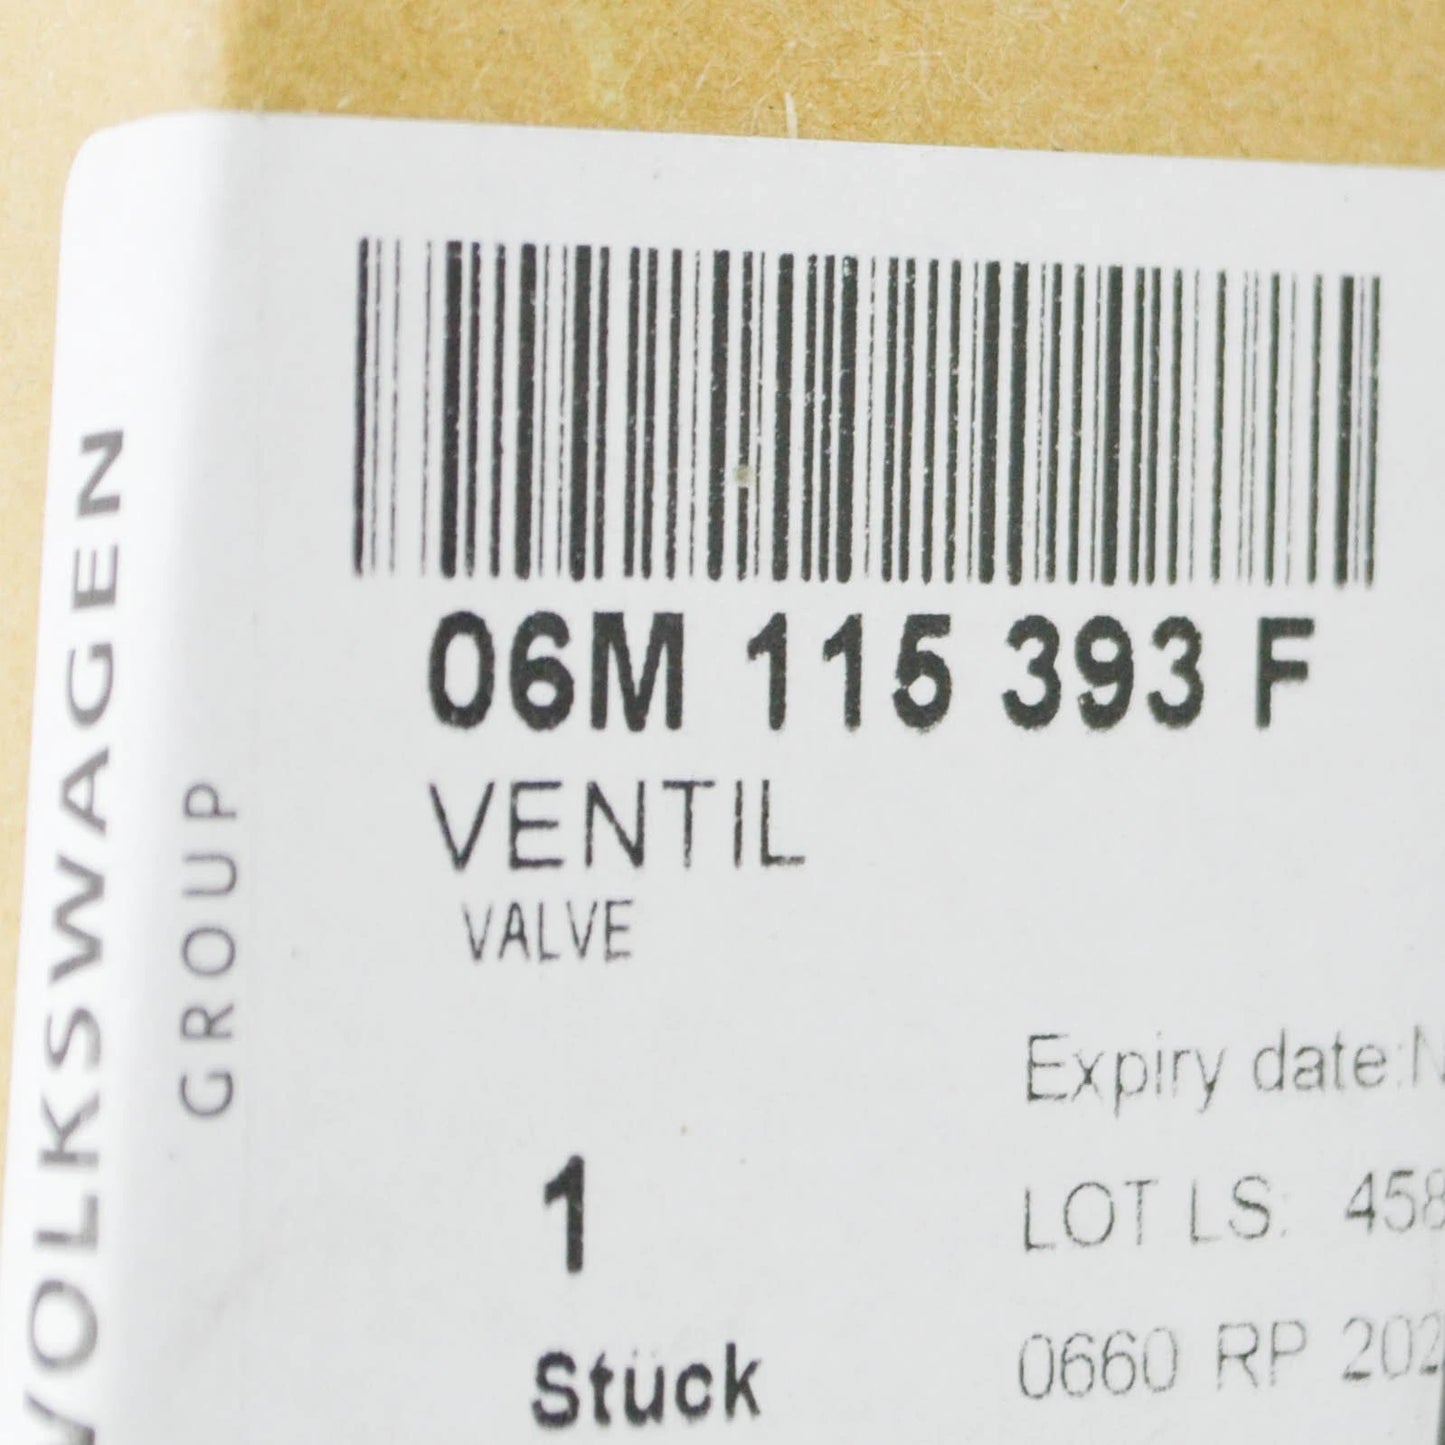 VOLKSWAGEN
GROUP
06M 115 393 F
VENTIL
VALVE
Expiry date:
1
LOT LS:
Stück
0660 RP